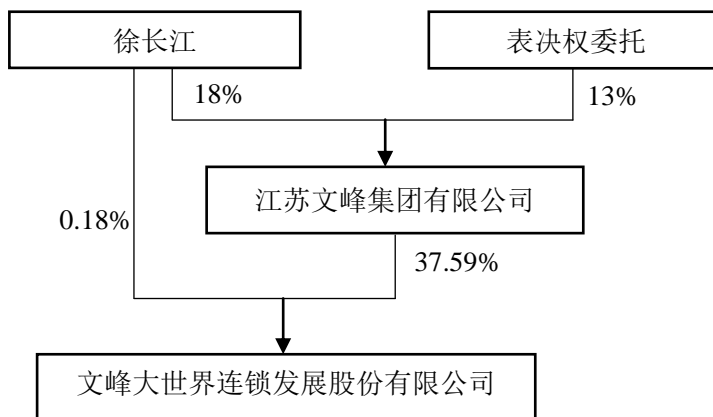 徐长江
表决权委托
18%
13%
江苏文峰集团有限公司
0.18%
37.59%
文峰大世界连锁发展股份有限公司